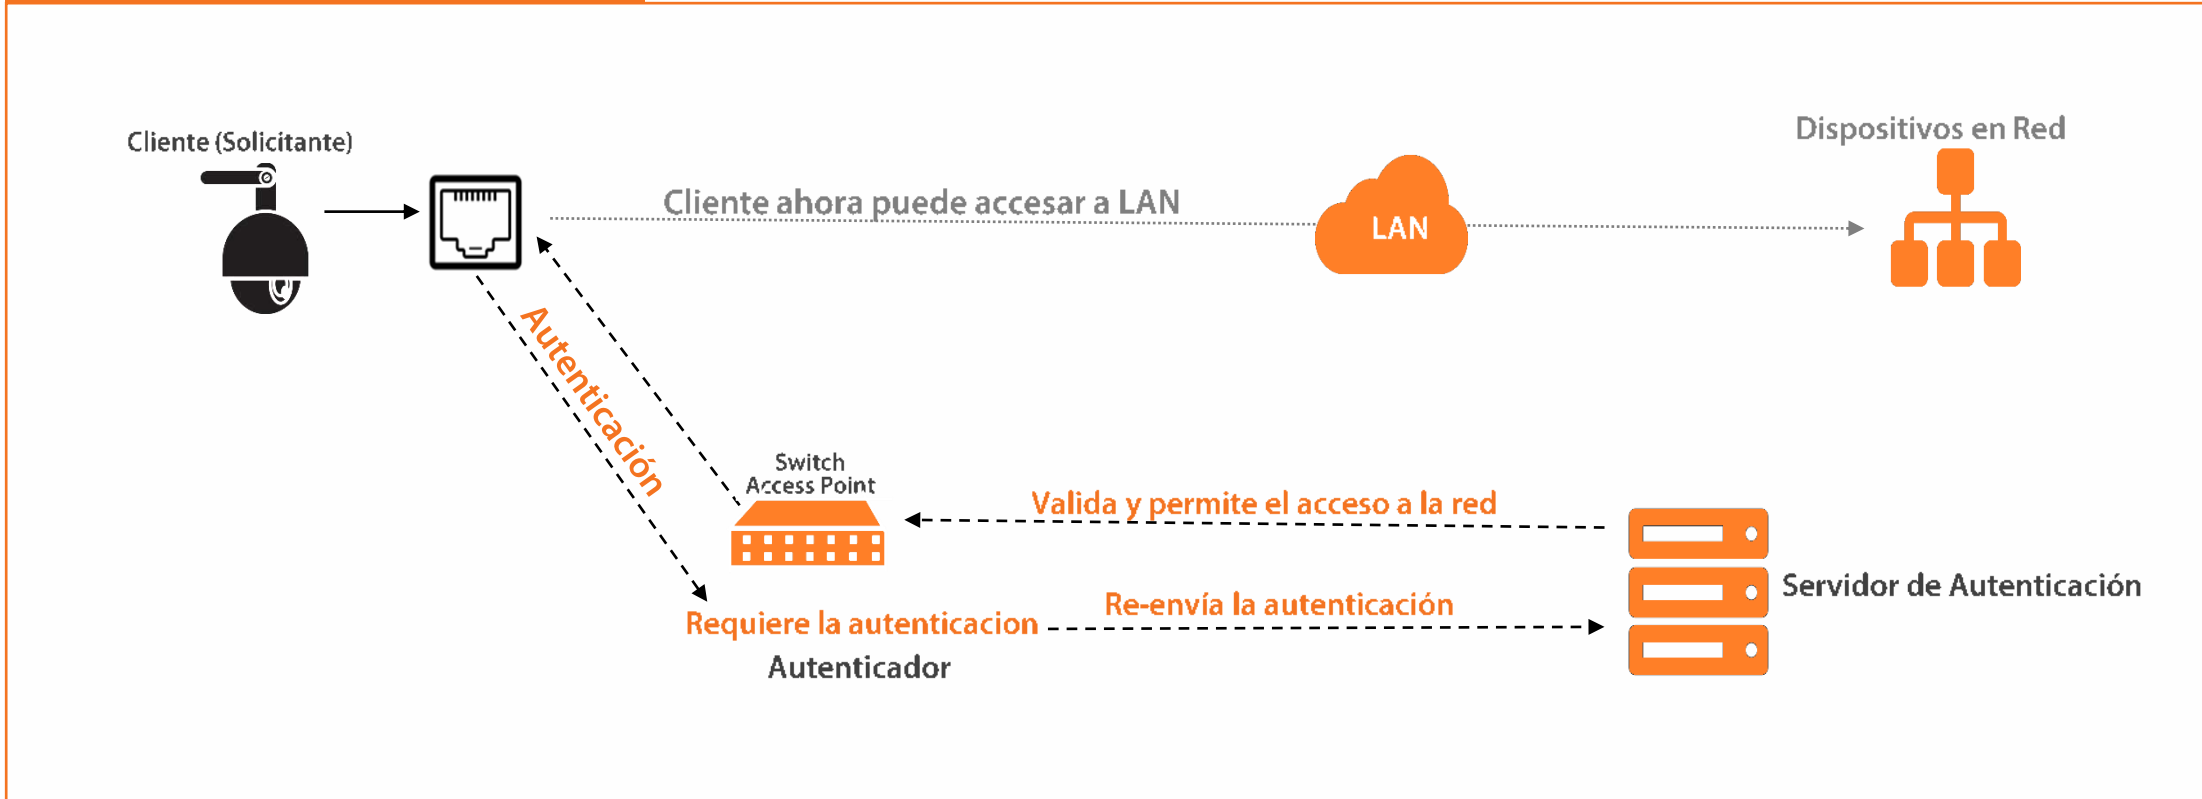 Cliente (Solicitante)
Dispositivos en Red
Cliente ahora puede accesar a LAN
LAN
Autenticación
Switch
Access Point
Valida y permite el acceso a la red
Servidor de Autenticación
Re-envía la autenticación
Requiere la autenticacion
Autenticador